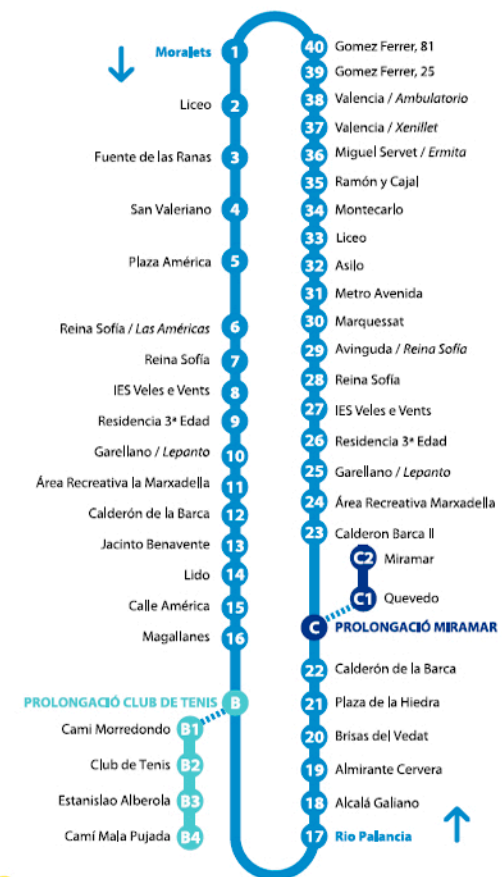 Moralets 1
Liceo 2
Fuente de las Ranas 3
San Valeriano 4
Plaza América 5
Reina Sofía / Las Américas 6
Reina Sofía 7
IES Veles e Vents 8
Residencia 3ª Edad 9
Garellano / Lepanto 10
Área Recreativa la Marxadella 11
Calderón de la Barca 12
Jacinto Benavente 13
Lido 14
Calle América 15
Magallanes 16
PROLONGACIÓ CLUB DE TENIS B
Cami Morredondo B1
Club de Tenis B2
Estanislao Alberola B3
Camí Mala Pujada B4
40 Gomez Ferrer, 81
39 Gomez Ferrer, 25
38 Valencia / Ambulatorio
37 Valencia / Xenillet
36 Miguel Servet / Ermita
35 Ramón y Cajal
34 Montecarlo
33 Liceo
32 Asilo
31 Metro Avenida
30 Marquessat
29 Avinguda / Reina Sofía
28 Reina Sofía
27 IES Veles e Vents
26 Residencia 3ª Edad
25 Garellano / Lepanto
24 Área Recreativa Marxadella
23 Calderon Barca II
C2 Miramar
C1 Quevedo
C PROLONGACIÓ MIRAMAR
22 Calderón de la Barca
21 Plaza de la Hiedra
20 Brisas del Vedat
19 Almirante Cervera
18 Alcalá Galiano
17 Rio Palancia